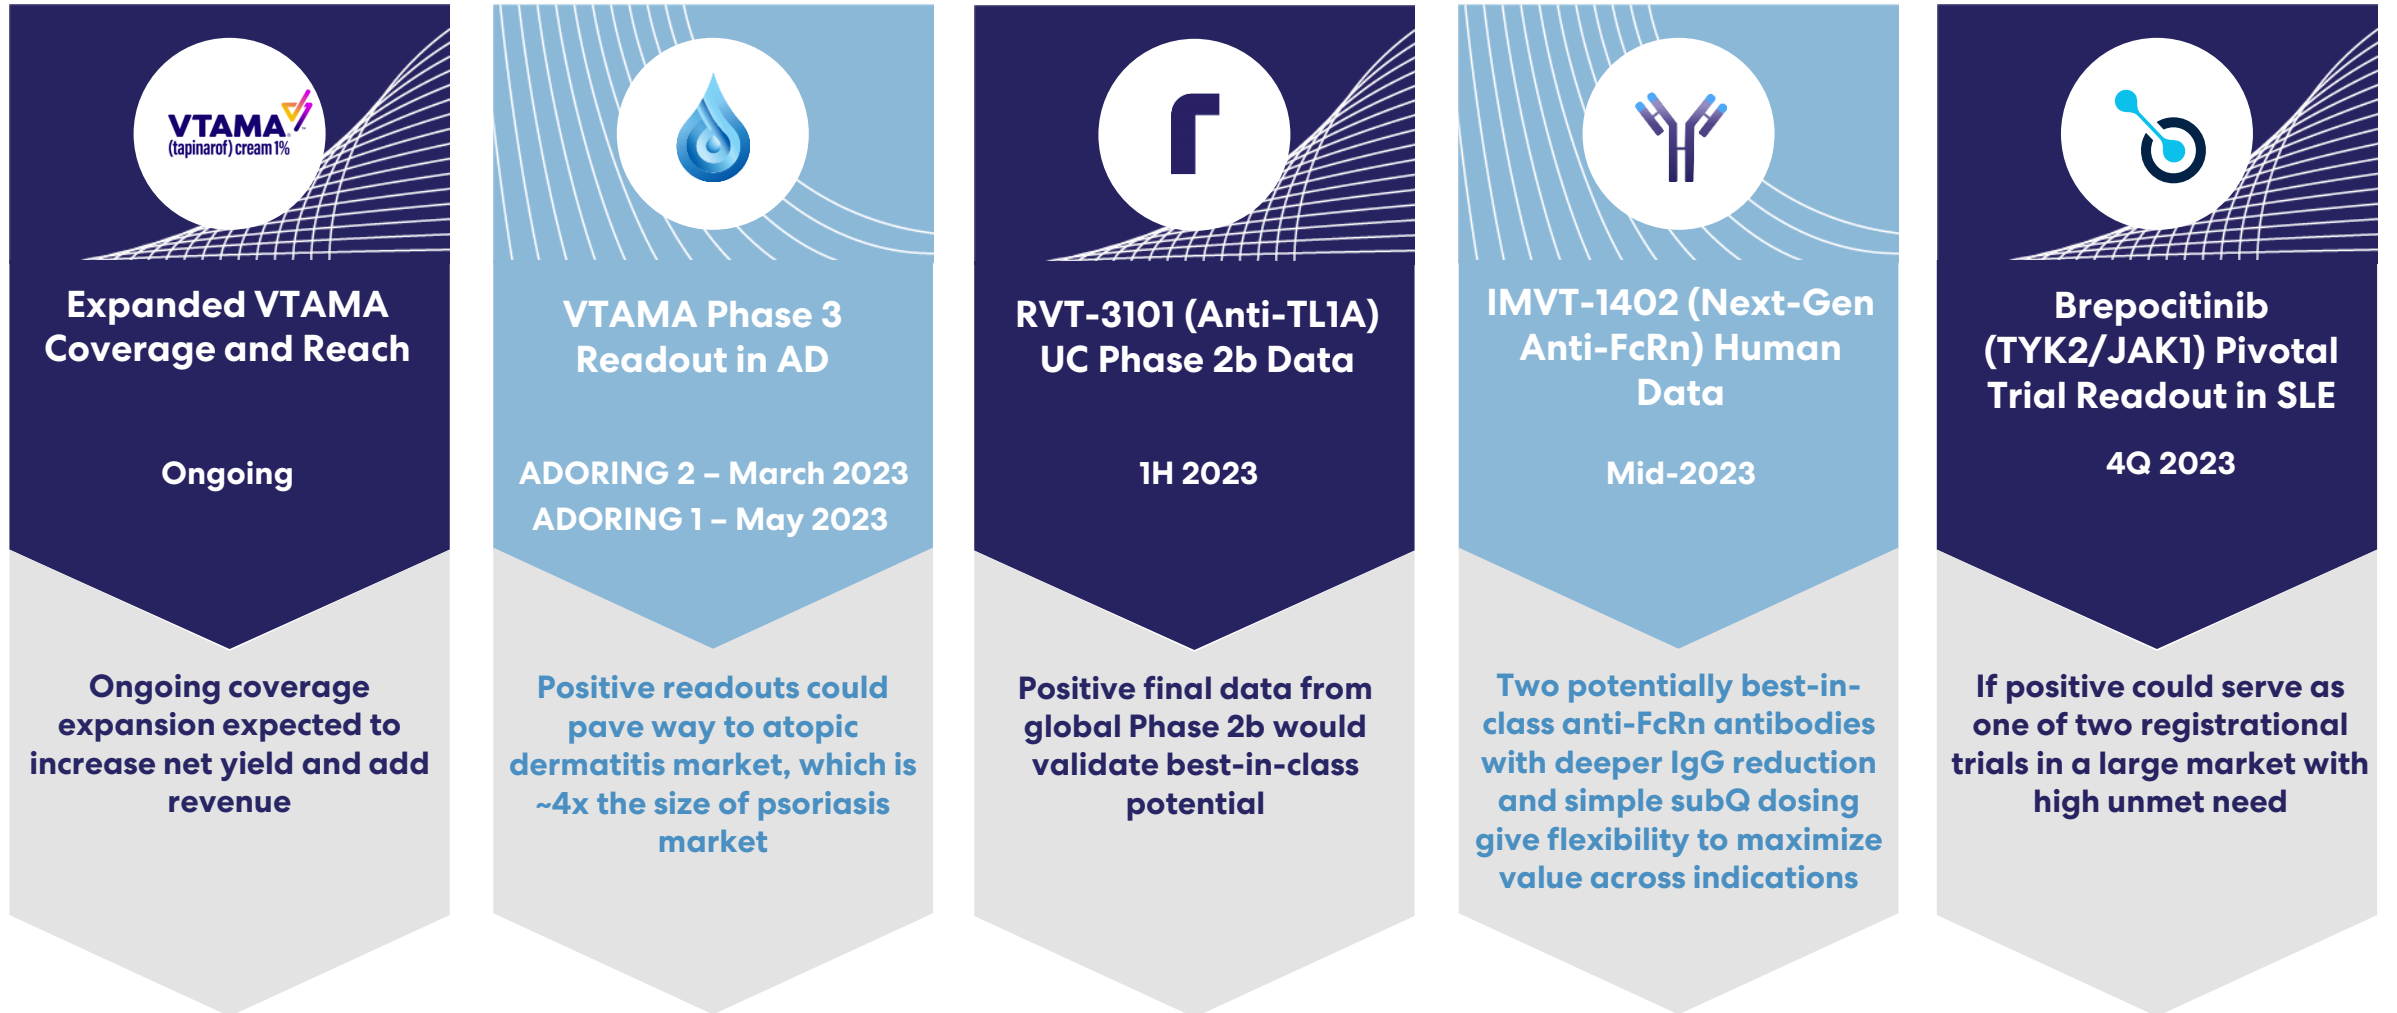 VTAMA
(tapinarof) cream 1%
Expanded VTAMA
Coverage and Reach
Ongoing
Ongoing coverage
expansion expected to
increase net yield and add
revenue
VTAMA Phase 3
Readout in AD
ADORING 2 – March 2023
ADORING 1 – May 2023
Positive readouts could
pave way to atopic
dermatitis market, which is
~4x the size of psoriasis
market
RVT-3101 (Anti-TL1A)
UC Phase 2b Data
1H 2023
Positive final data from
global Phase 2b would
validate best-in-class
potential
IMVT-1402 (Next-Gen
Anti-FcRn) Human
Data
Mid-2023
Two potentially best-in-
class anti-FcRn antibodies
with deeper IgG reduction
and simple subQ dosing
give flexibility to maximize
value across indications
Brepocitinib
(TYK2/JAK1) Pivotal
Trial Readout in SLE
4Q 2023
If positive could serve as
one of two registrational
trials in a large market with
high unmet need